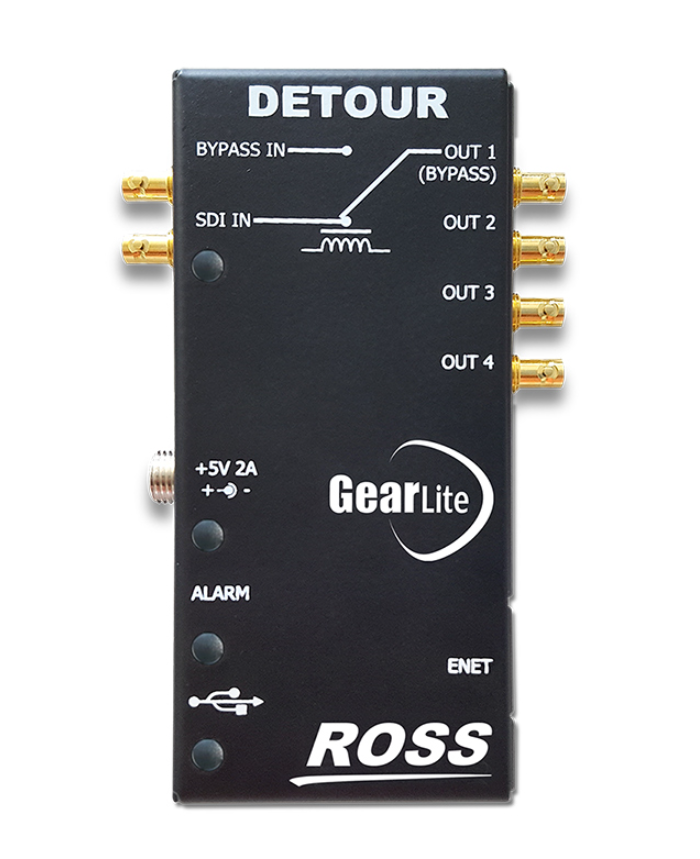 DETOUR
BYPASS IN
OUT 1
(BYPASS)
SDI IN
OUT 2
OUT 3
OUT 4
+5V 2A
+ -
GearLite
ALARM
ENET
ROSS